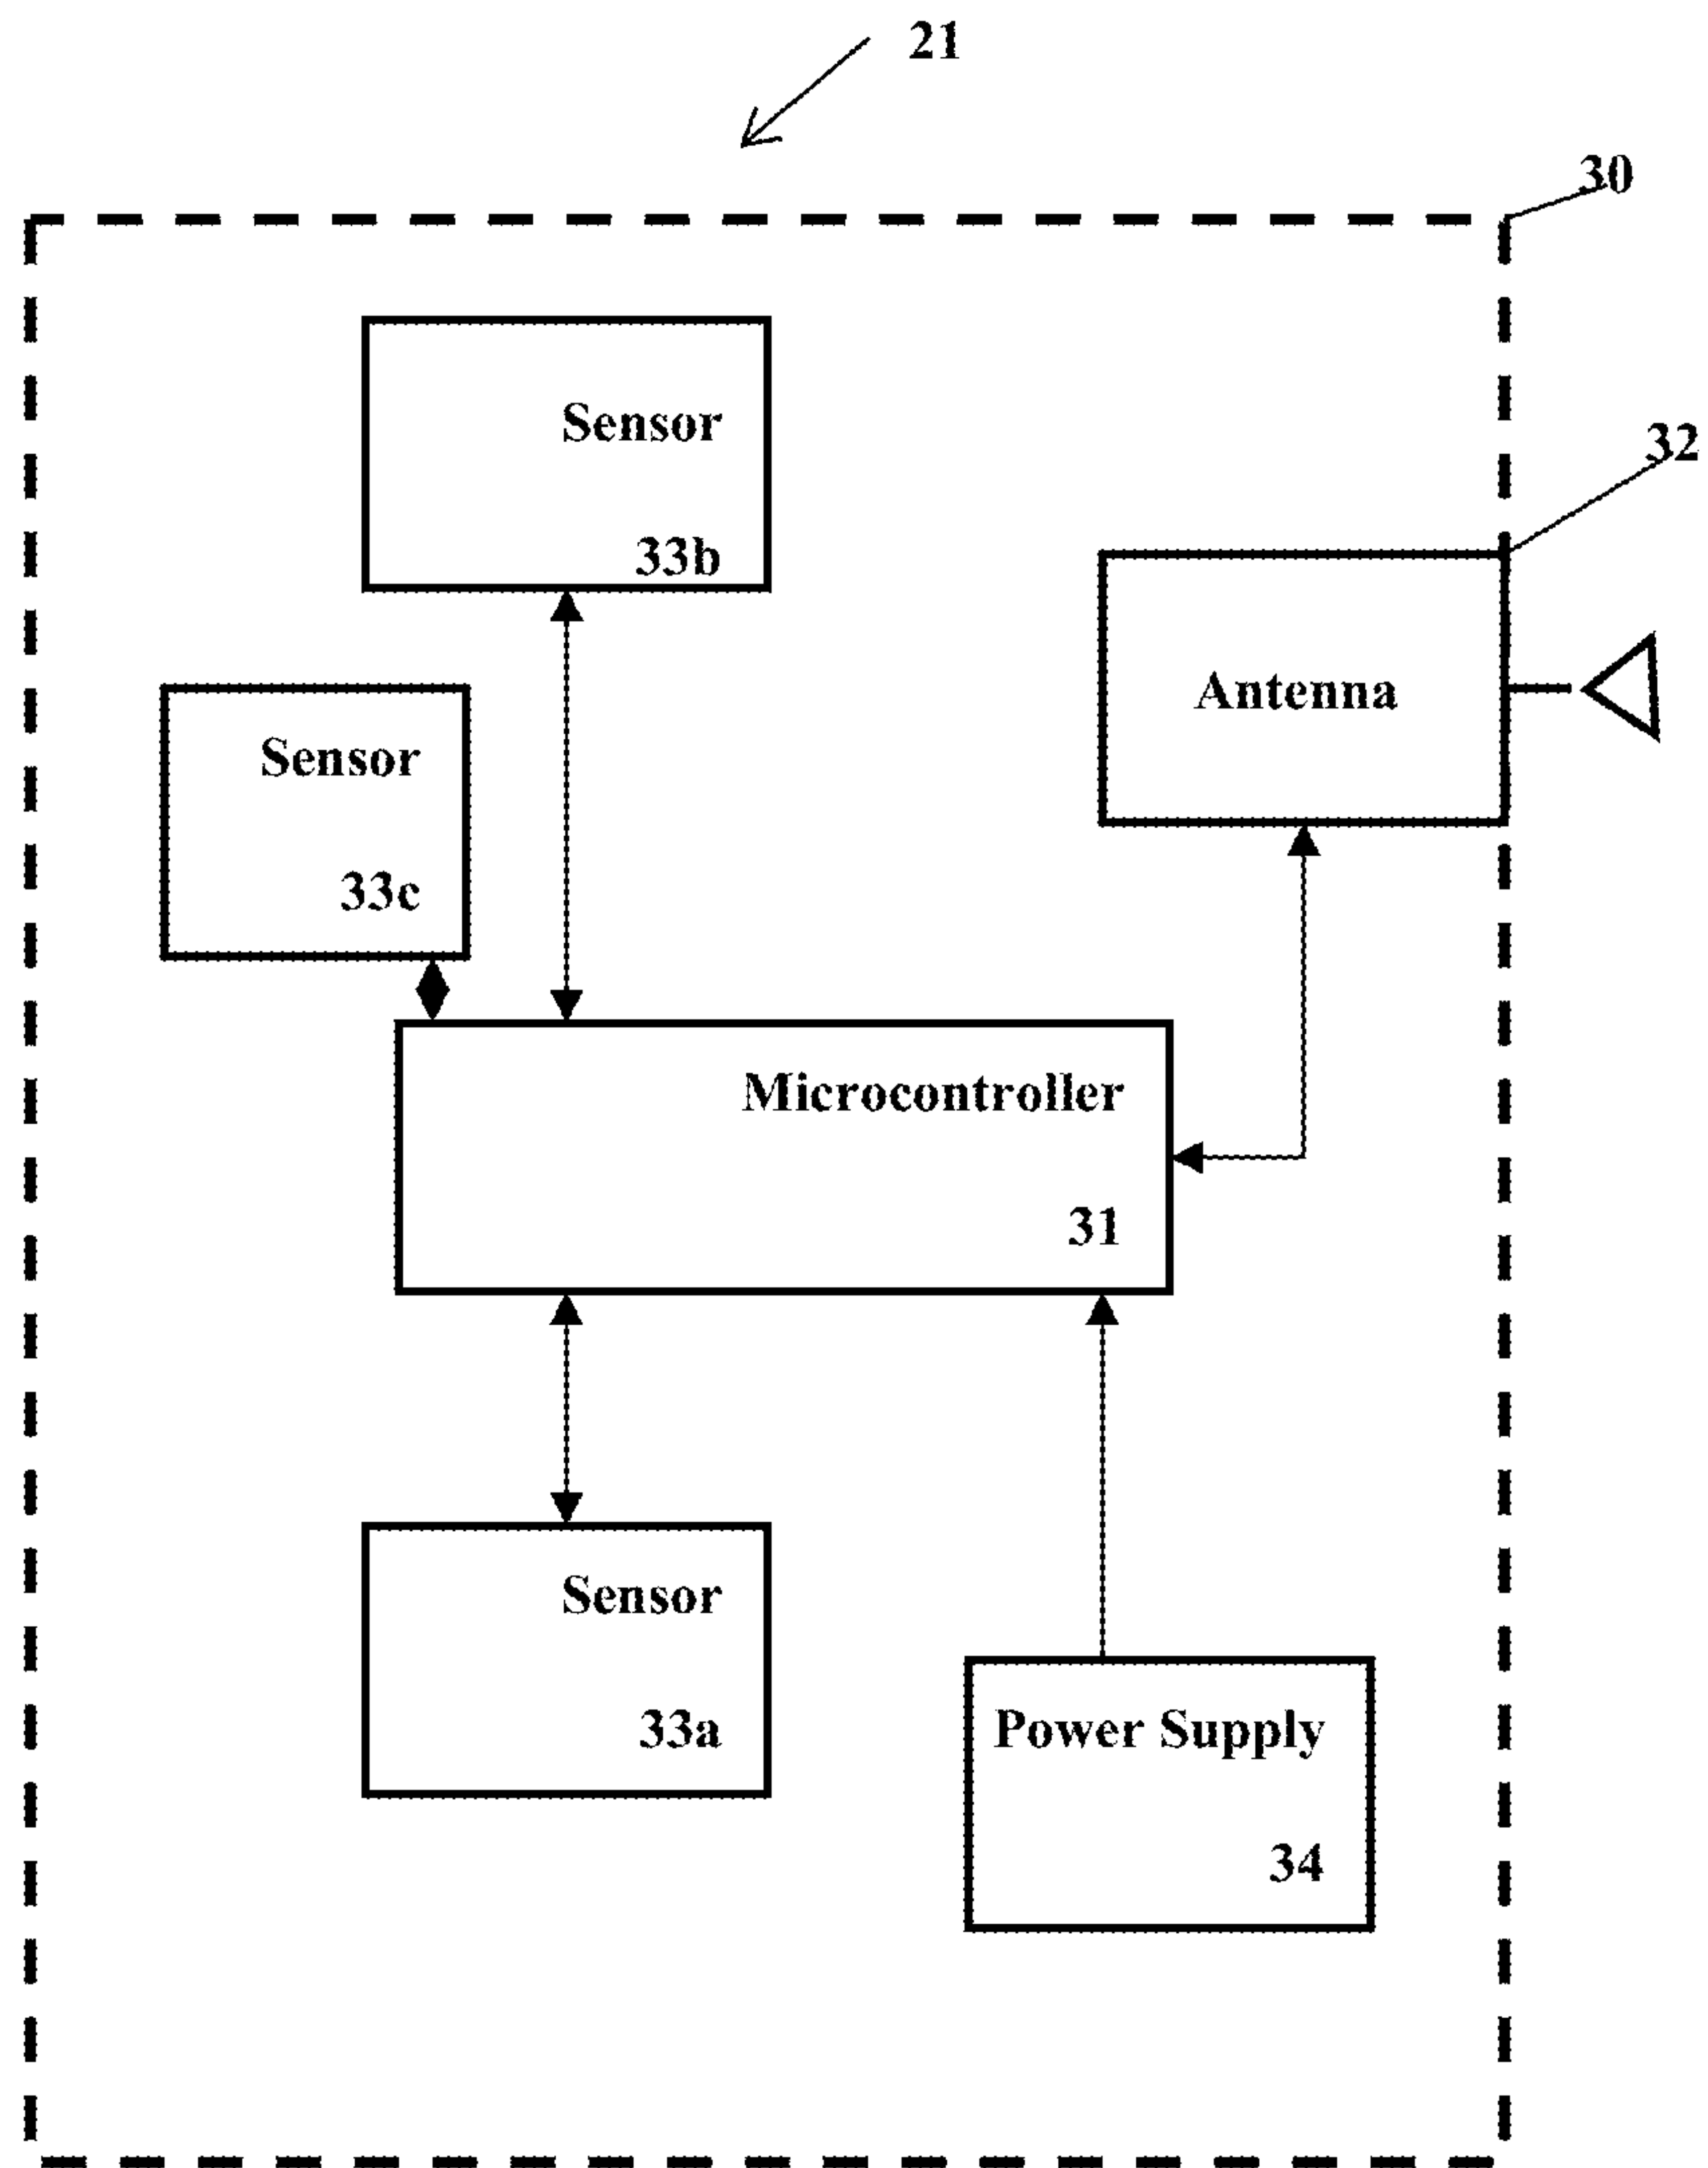 21
30
Sensor
33b
32
Antenna
Sensor
33c
Microcontroller
31
Sensor
33a
Power Supply
34